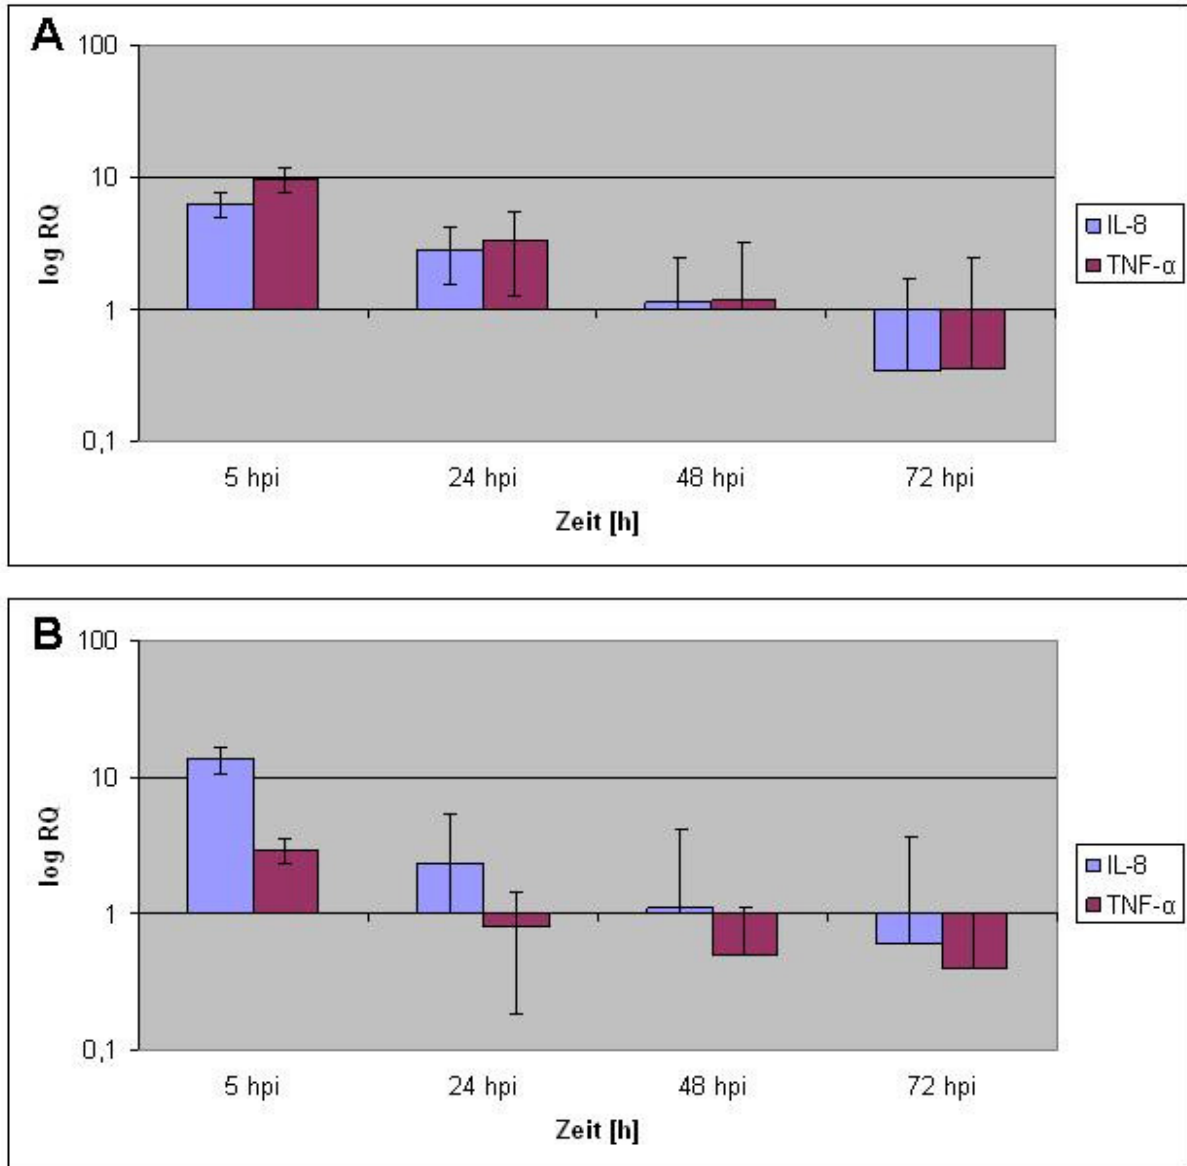 A
100
10
1
0,1
log RQ
5 hpi 24 hpi 48 hpi 72 hpi
Zeit [h]
IL-8
TNF-α
B
100
10
1
0,1
log RQ
5 hpi 24 hpi 48 hpi 72 hpi
Zeit [h]
IL-8
TNF-α